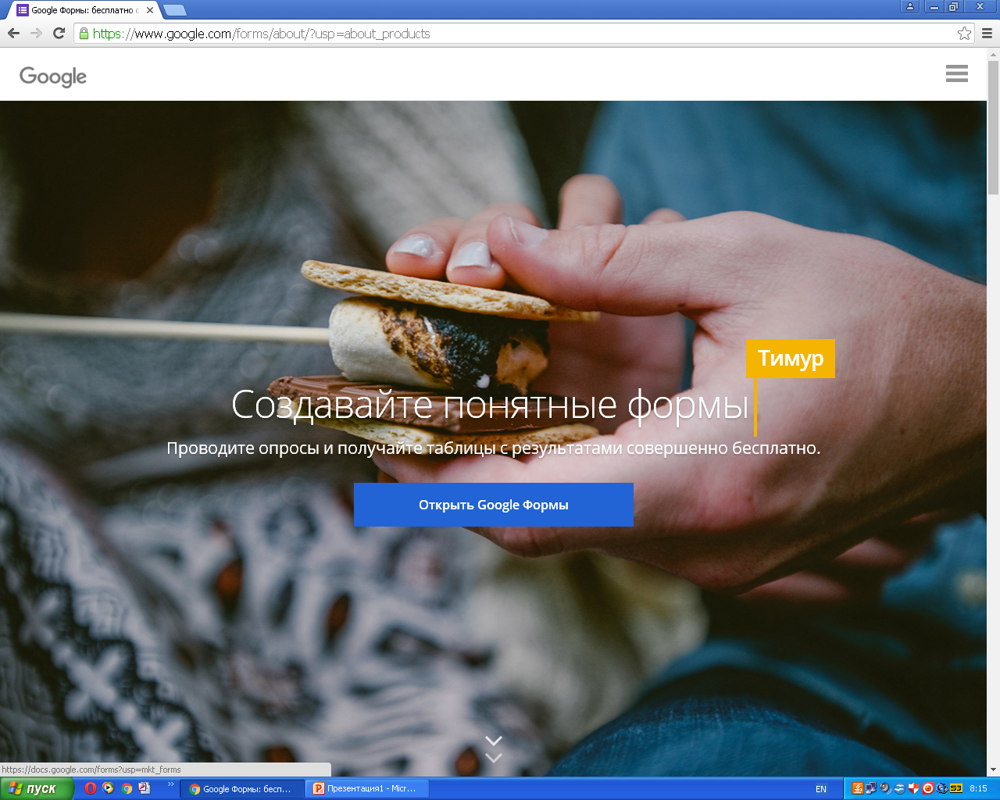 Google Формы: бесплатно с
https://www.google.com/forms/about/?usp=about_products
Google
Тимур
Создавайте понятные формы
Проводите опросы и получайте таблицы с результатами совершенно бесплатно.
Открыть Google Формы
https://docs.google.com/forms?usp=mkt_forms
пуск
Google Формы: бесп...
Презентация1 - Micr...
EN
8:15